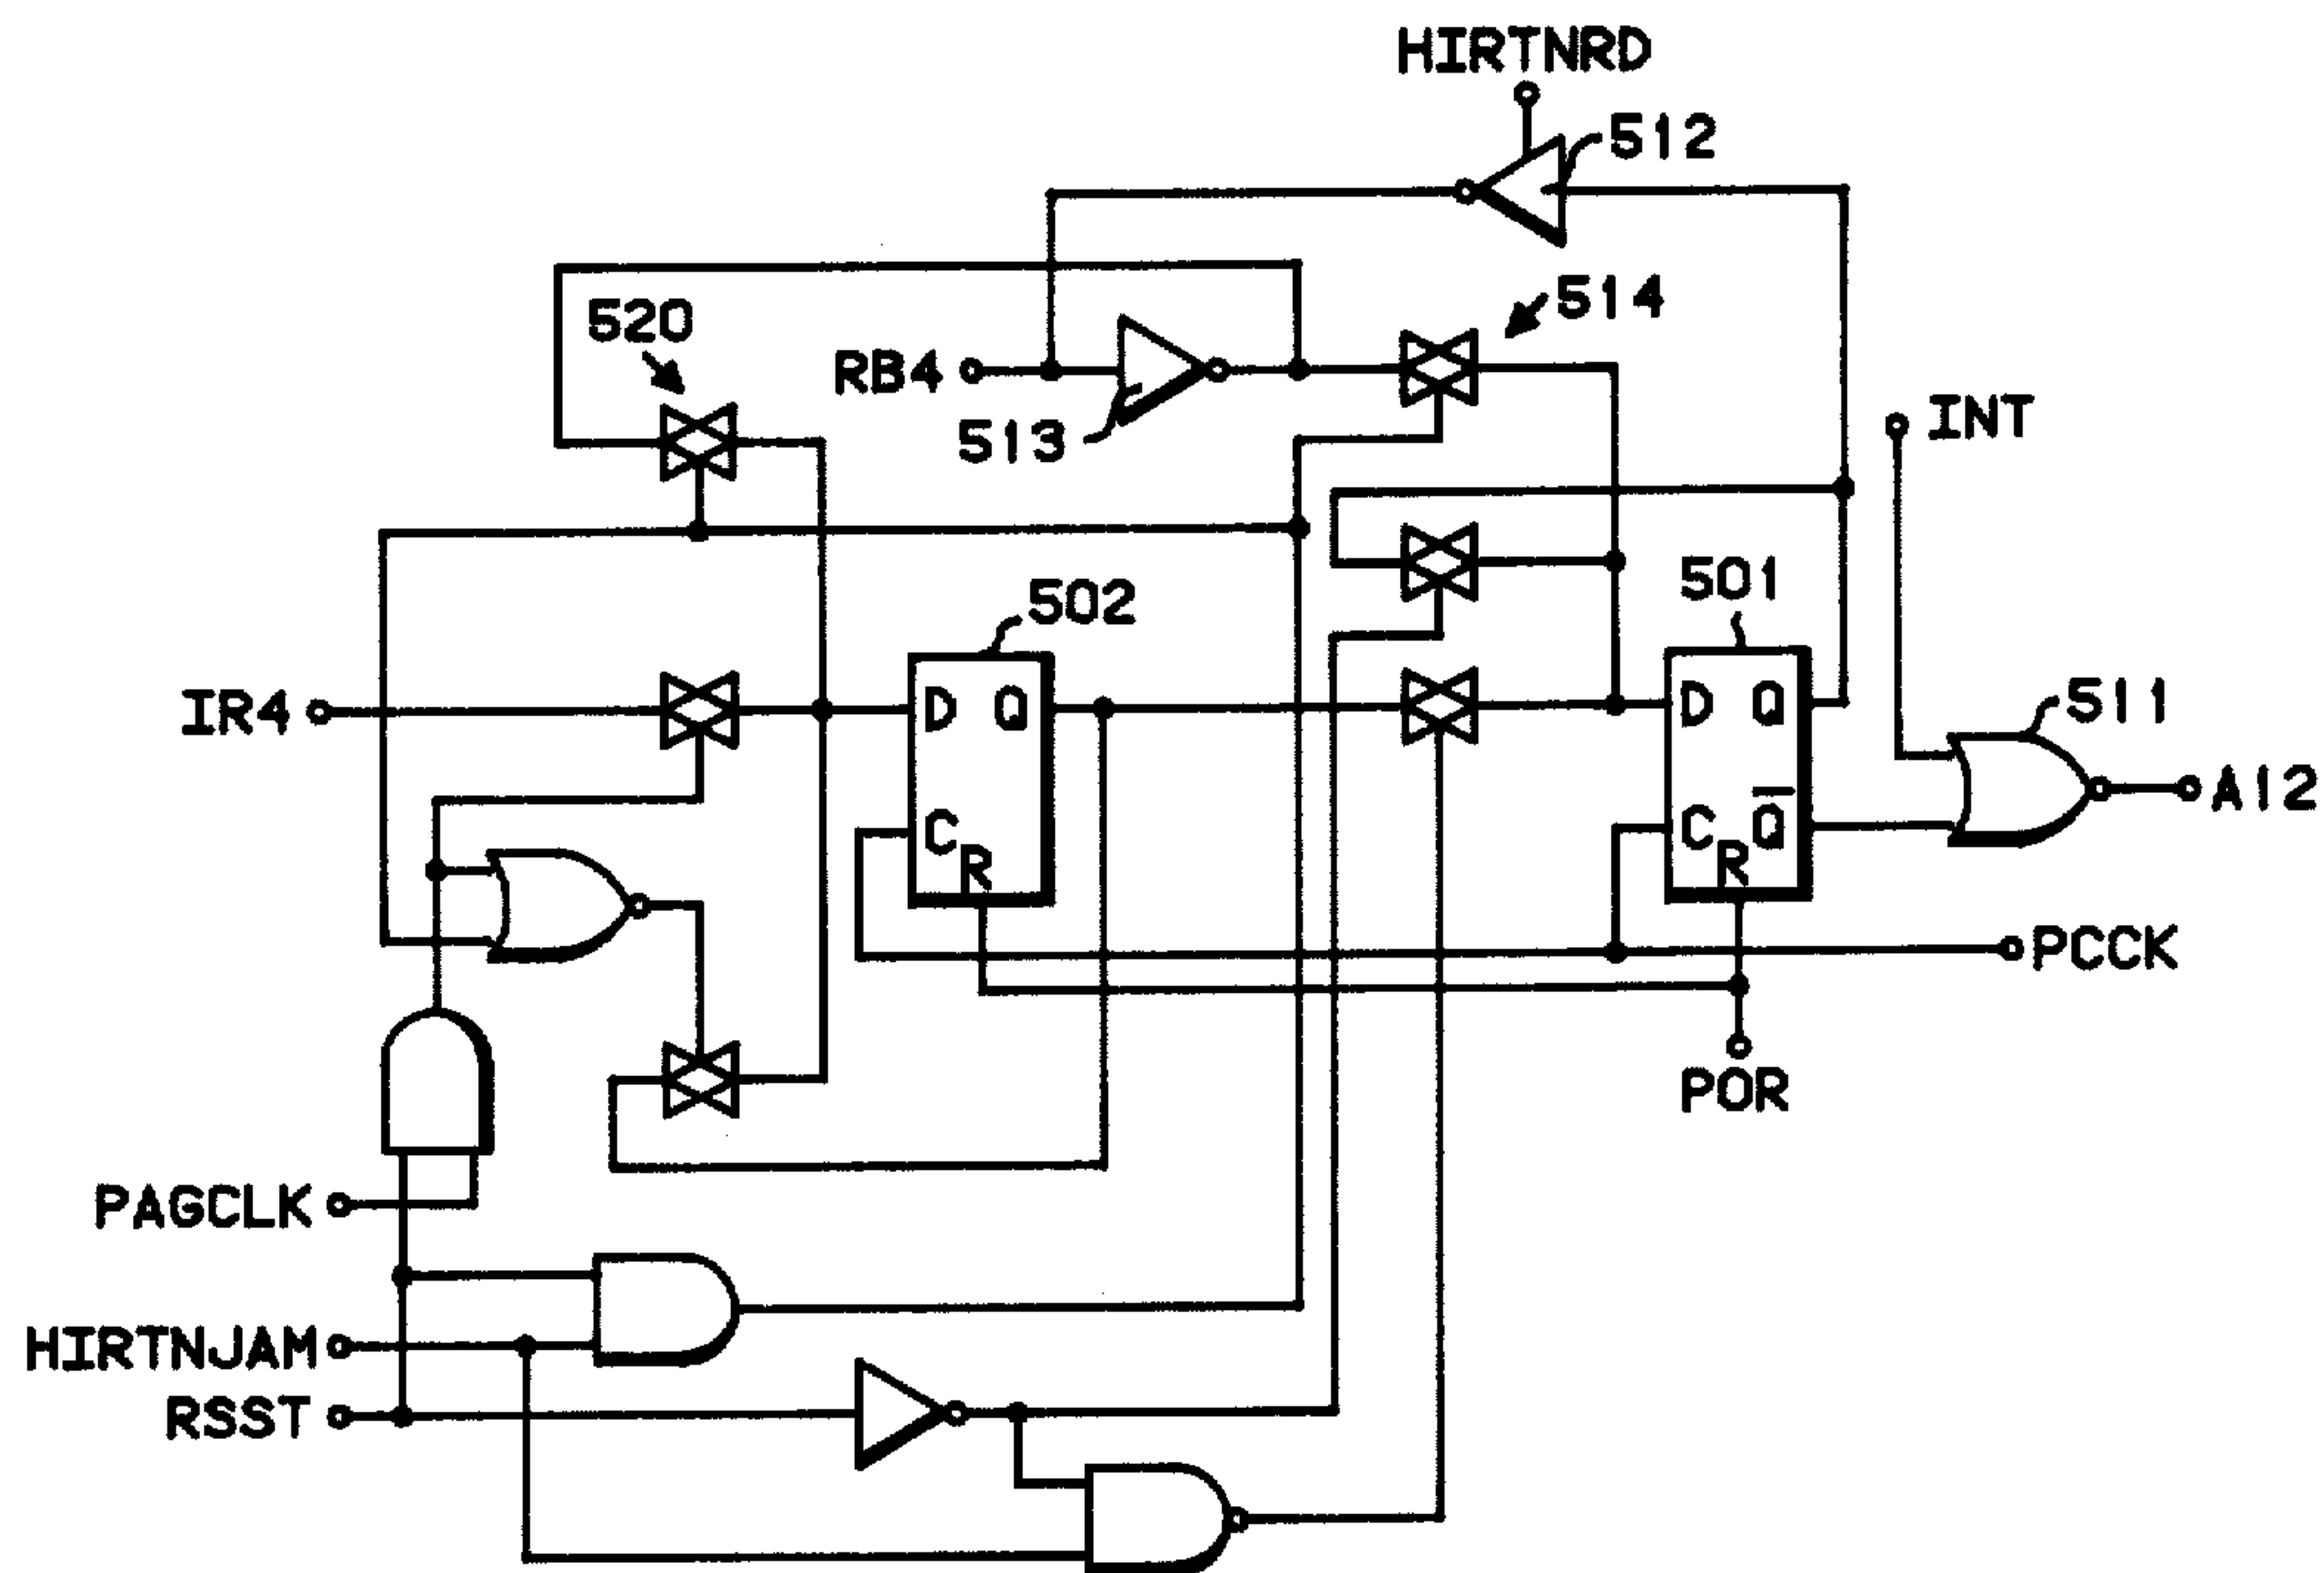 HIRTNRD
512
520
514
RB4
513
INT
502
501
IR4
D Q
D Q
511
C
R
C
R
Q̅
A12
PCCK
POR
PAGCLK
HIRTNJAM
RSST